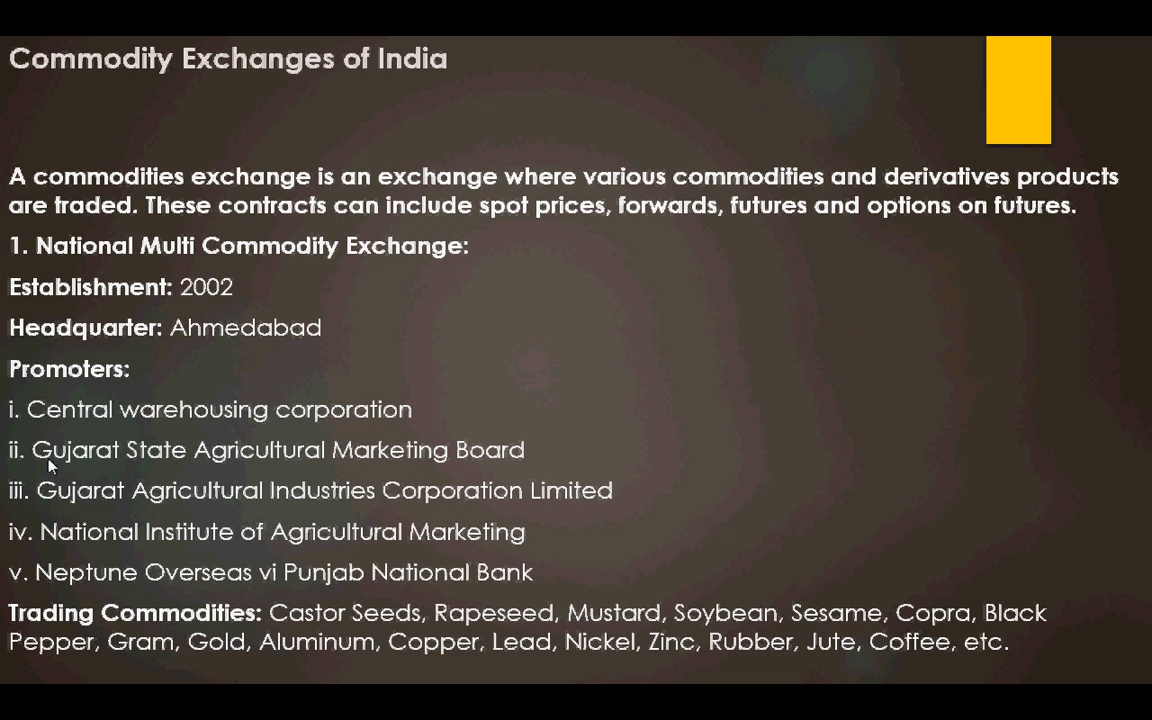 Commodity Exchanges of India
A commodities exchange is an exchange where various commodities and derivatives products
are traded. These contracts can include spot prices, forwards, futures and options on futures.
1. National Multi Commodity Exchange:
Establishment: 2002
Headquarter: Ahmedabad
Promoters:
i. Central warehousing corporation
ii. Gujarat State Agricultural Marketing Board
iii. Gujarat Agricultural Industries Corporation Limited
iv. National Institute of Agricultural Marketing
v. Neptune Overseas vi Punjab National Bank
Trading Commodities: Castor Seeds, Rapeseed, Mustard, Soybean, Sesame, Copra, Black
Pepper, Gram, Gold, Aluminum, Copper, Lead, Nickel, Zinc, Rubber, Jute, Coffee, etc.